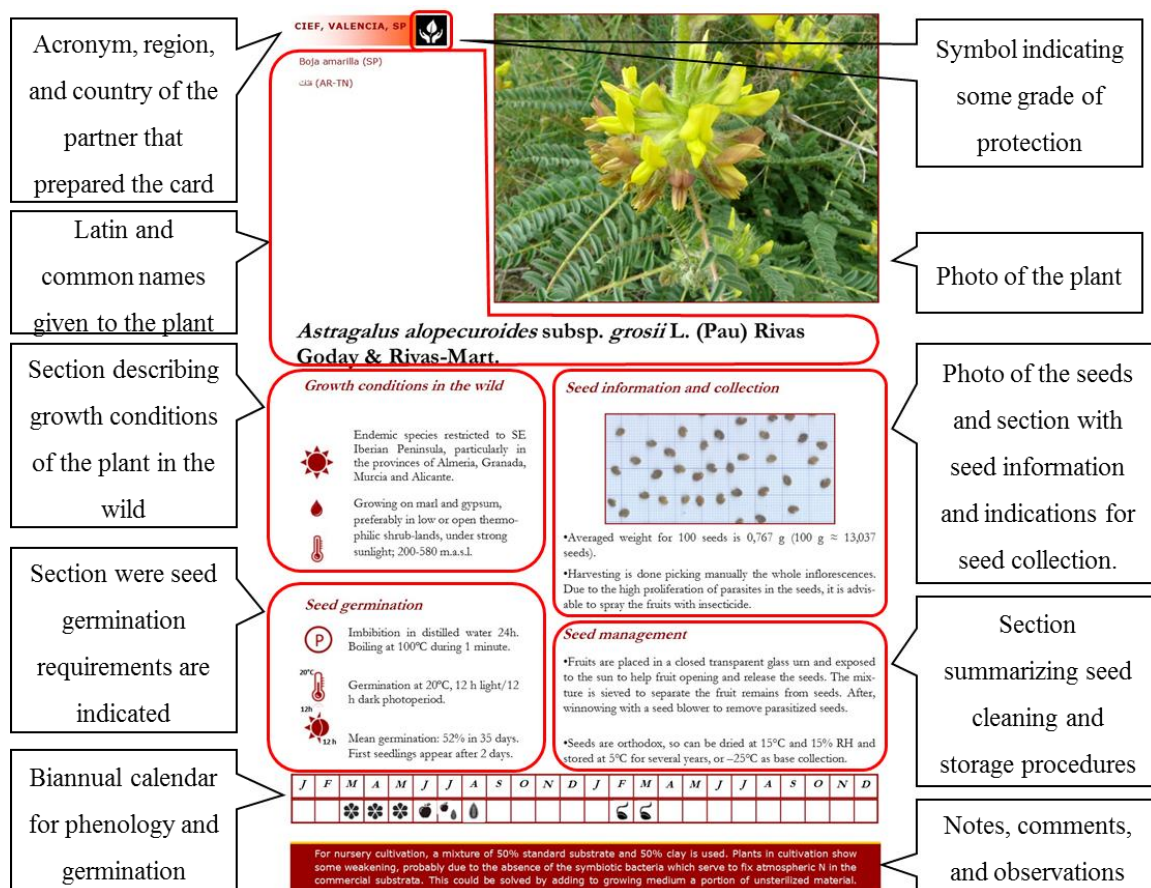 Acronym, region,
and country of the
partner that
prepared the card
Latin and
common names
given to the plant
Section describing
growth conditions
of the plant in the
wild
Section were seed
germination
requirements are
indicated
Biannual calendar
for phenology and
germination
CIEF, VALENCIA, SP
Boja amarilla (SP)
(AR-TN)
Astragalus alopecuroides subsp. grosii L. (Pau) Rivas
Goday & Rivas-Mart.
Growth conditions in the wild
Endemic species restricted to SE
Iberian Peninsula, particularly in
the provinces of Almeria, Granada,
Murcia and Alicante.
Growing on marl and gypsum,
preferably in low or open thermo-
philic shrub-lands, under strong
sunlight; 200-580 m.a.s.l.
Seed germination
P
Imbibition in distilled water 24h.
Boiling at 100°C during 1 minute.
20°C
Germination at 20°C, 12 h light/12
h dark photoperiod.
12h
12 h
Mean germination: 52% in 35 days.
First seedlings appear after 2 days.
Seed information and collection
•Averaged weight for 100 seeds is 0,767 g (100 g ≈ 13,037
seeds).
•Harvesting is done picking manually the whole inflorescences.
Due to the high proliferation of parasites in the seeds, it is advis-
able to spray the fruits with insecticide.
Seed management
•Fruits are placed in a closed transparent glass urn and exposed
to the sun to help fruit opening and release the seeds. The mix-
ture is sieved to separate the fruit remains from seeds. After,
winnowing with a seed blower to remove parasitized seeds.
•Seeds are orthodox, so can be dried at 15°C and 15% RH and
stored at 5°C for several years, or –25°C as base collection.
J F M A M J J A S O N D J F M A M J J A S O N D
For nursery cultivation, a mixture of 50% standard substrate and 50% clay is used. Plants in cultivation show
some weakening, probably due to the absence of the symbiotic bacteria which serve to fix atmospheric N in the
commercial substrata. This could be solved by adding to growing medium a portion of unsterilized material.
Symbol indicating
some grade of
protection
Photo of the plant
Photo of the seeds
and section with
seed information
and indications for
seed collection.
Section
summarizing seed
cleaning and
storage procedures
Notes, comments,
and observations